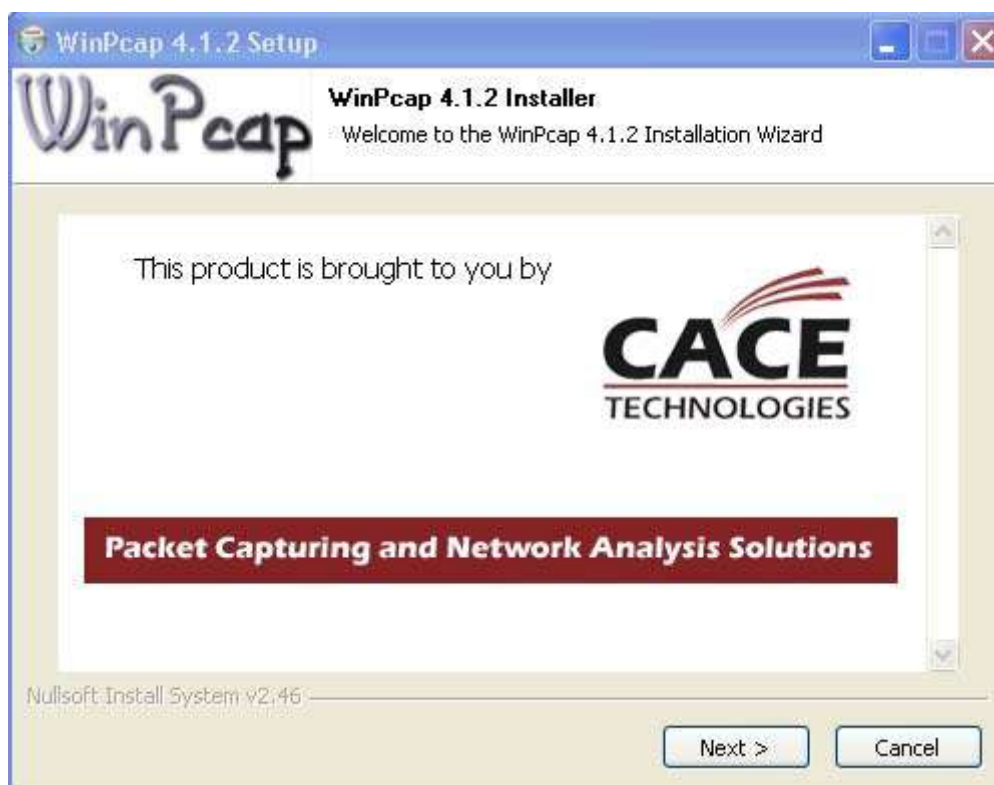 WinPcap 4.1.2 Setup
WinPcap
WinPcap 4.1.2 Installer
Welcome to the WinPcap 4.1.2 Installation Wizard
This product is brought to you by
CACE
TECHNOLOGIES
Packet Capturing and Network Analysis Solutions
Nullsoft Install System v2.46
Next >
Cancel